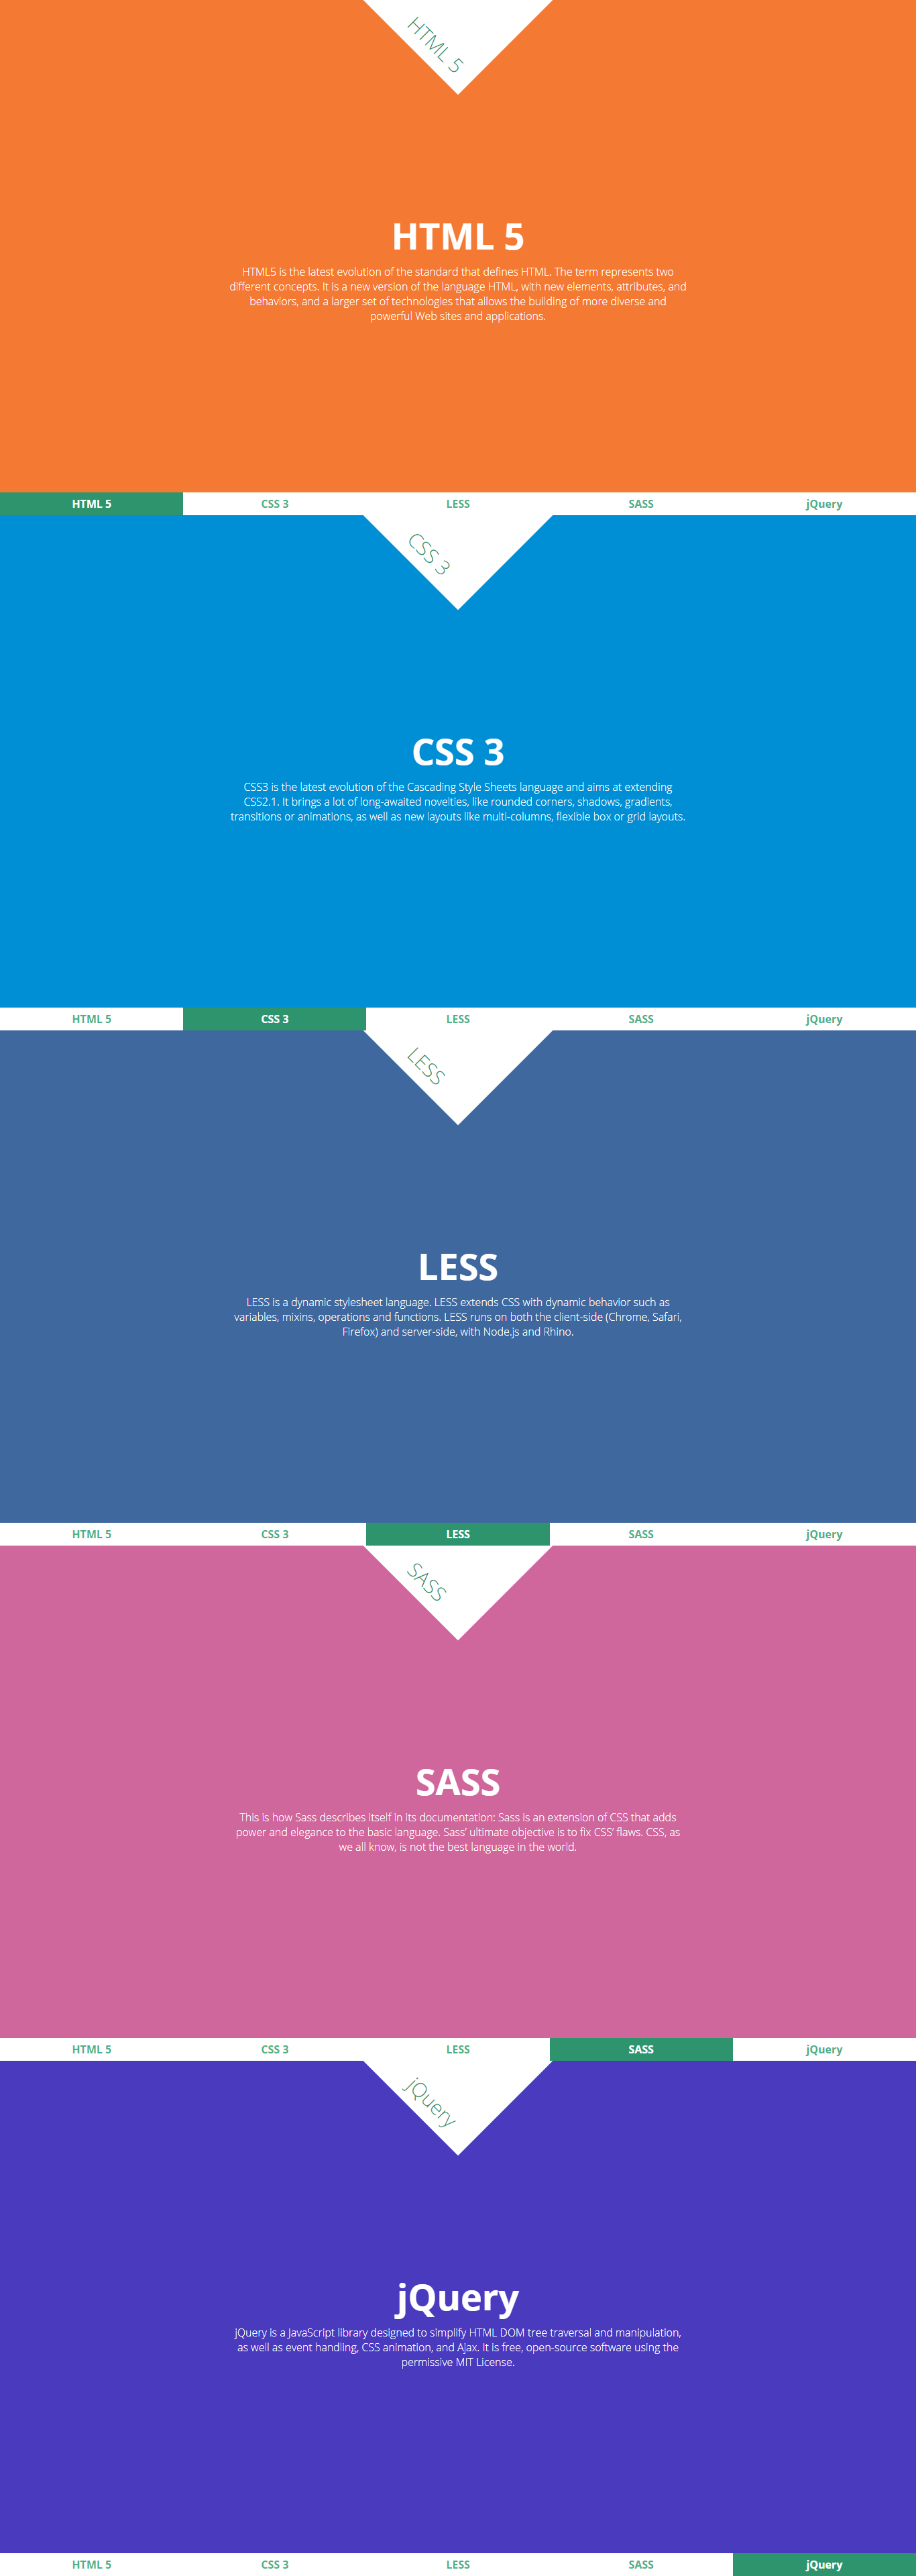 HTML 5
HTML 5
HTML5 is the latest evolution of the standard that defines HTML. The term represents two
different concepts. It is a new version of the language HTML, with new elements, attributes, and
behaviors, and a larger set of technologies that allows the building of more diverse and
powerful Web sites and applications.
HTML 5 CSS 3 LESS SASS jQuery
CSS 3
CSS 3
CSS3 is the latest evolution of the Cascading Style Sheets language and aims at extending
CSS2.1. It brings a lot of long-awaited novelties, like rounded corners, shadows, gradients,
transitions or animations, as well as new layouts like multi-columns, flexible box or grid layouts.
HTML 5 CSS 3 LESS SASS jQuery
LESS
LESS
LESS is a dynamic stylesheet language. LESS extends CSS with dynamic behavior such as
variables, mixins, operations and functions. LESS runs on both the client-side (Chrome, Safari,
Firefox) and server-side, with Node.js and Rhino.
HTML 5 CSS 3 LESS SASS jQuery
SASS
SASS
This is how Sass describes itself in its documentation: Sass is an extension of CSS that adds
power and elegance to the basic language. Sass’ ultimate objective is to fix CSS’ flaws. CSS, as
we all know, is not the best language in the world.
HTML 5 CSS 3 LESS SASS jQuery
jQuery
jQuery
jQuery is a JavaScript library designed to simplify HTML DOM tree traversal and manipulation,
as well as event handling, CSS animation, and Ajax. It is free, open-source software using the
permissive MIT License.
HTML 5 CSS 3 LESS SASS jQuery